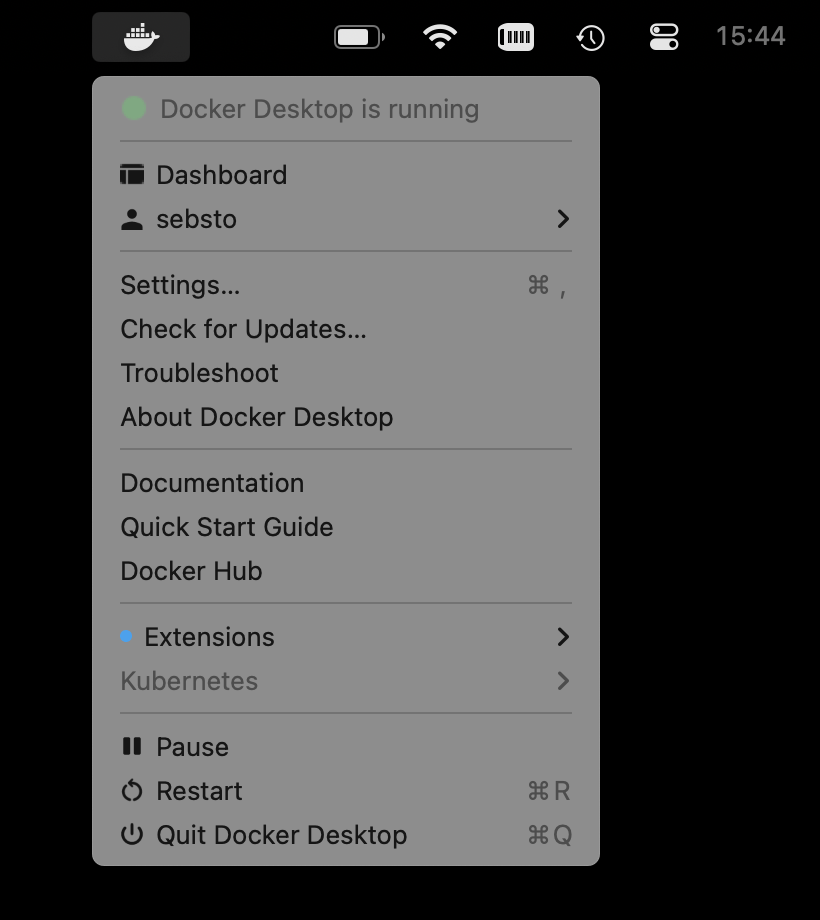 15:44
Docker Desktop is running
Dashboard
sebsto
Settings... ⌘ ,
Check for Updates...
Troubleshoot
About Docker Desktop
Documentation
Quick Start Guide
Docker Hub
Extensions
Kubernetes
Pause
Restart ⌘R
Quit Docker Desktop ⌘Q